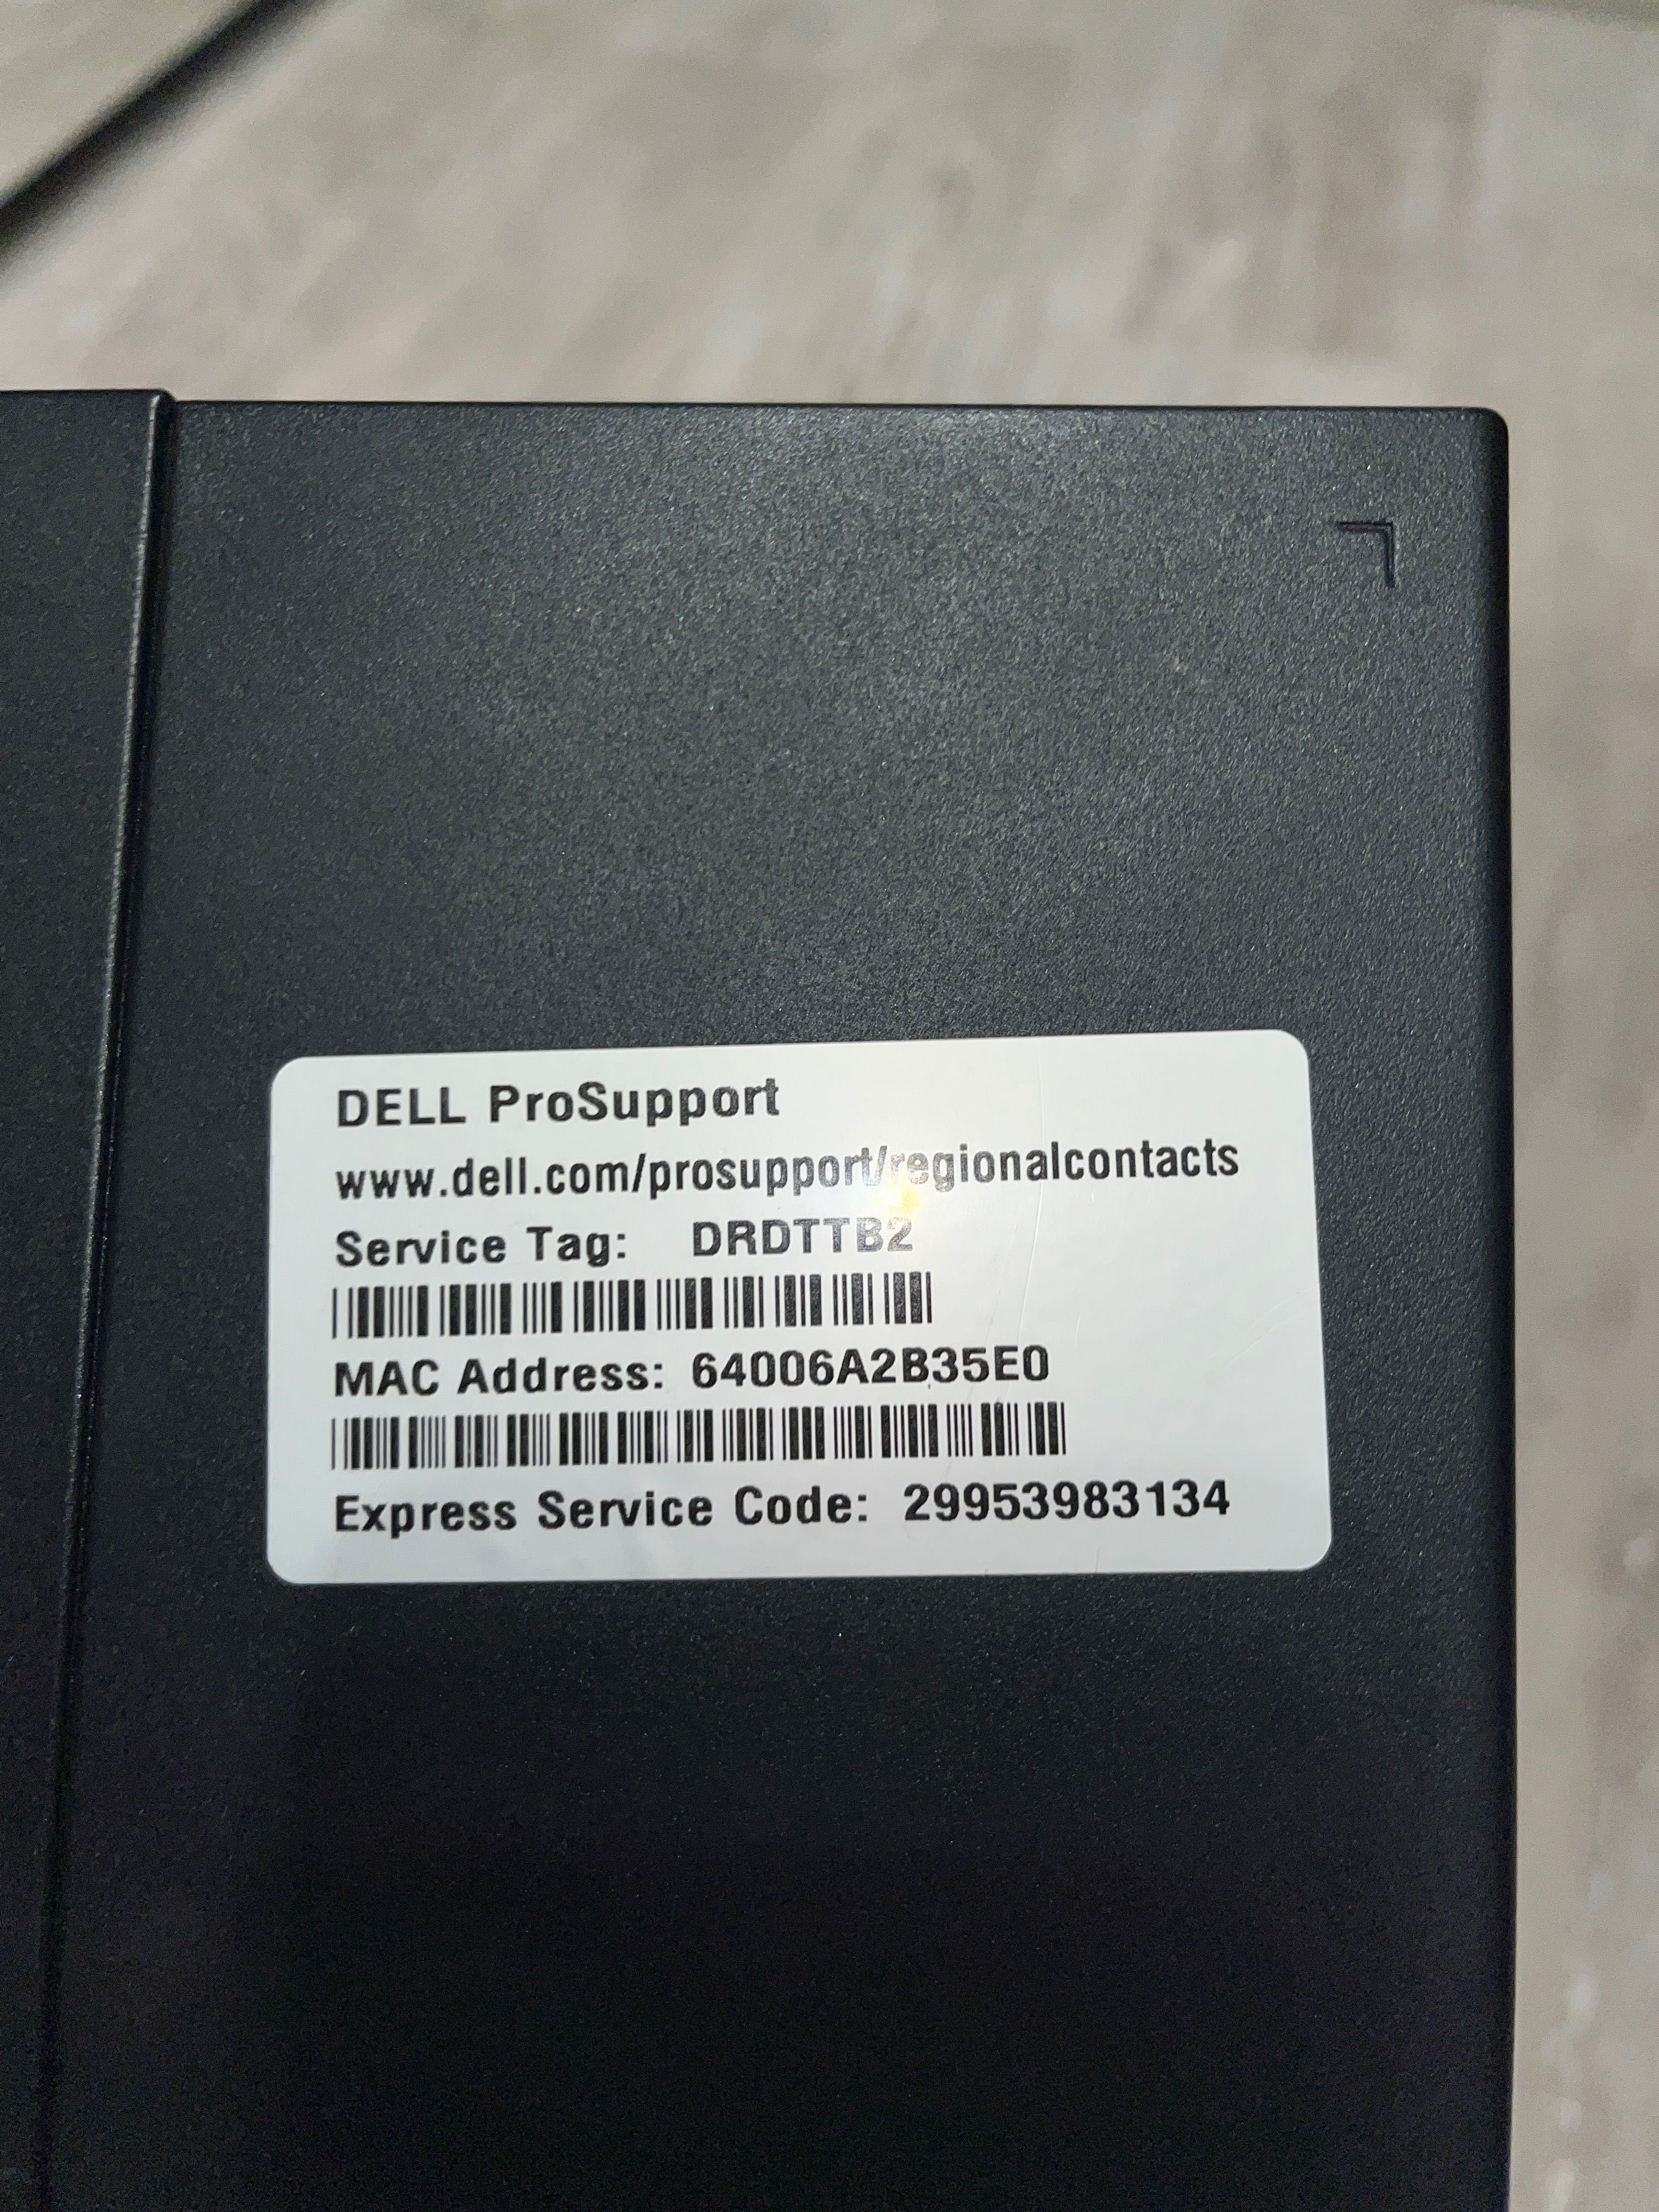 DELL ProSupport
www.dell.com/prosupport/regionalcontacts
Service Tag: DRDTTB2
MAC Address: 64006A2B35E0
Express Service Code: 29953983134